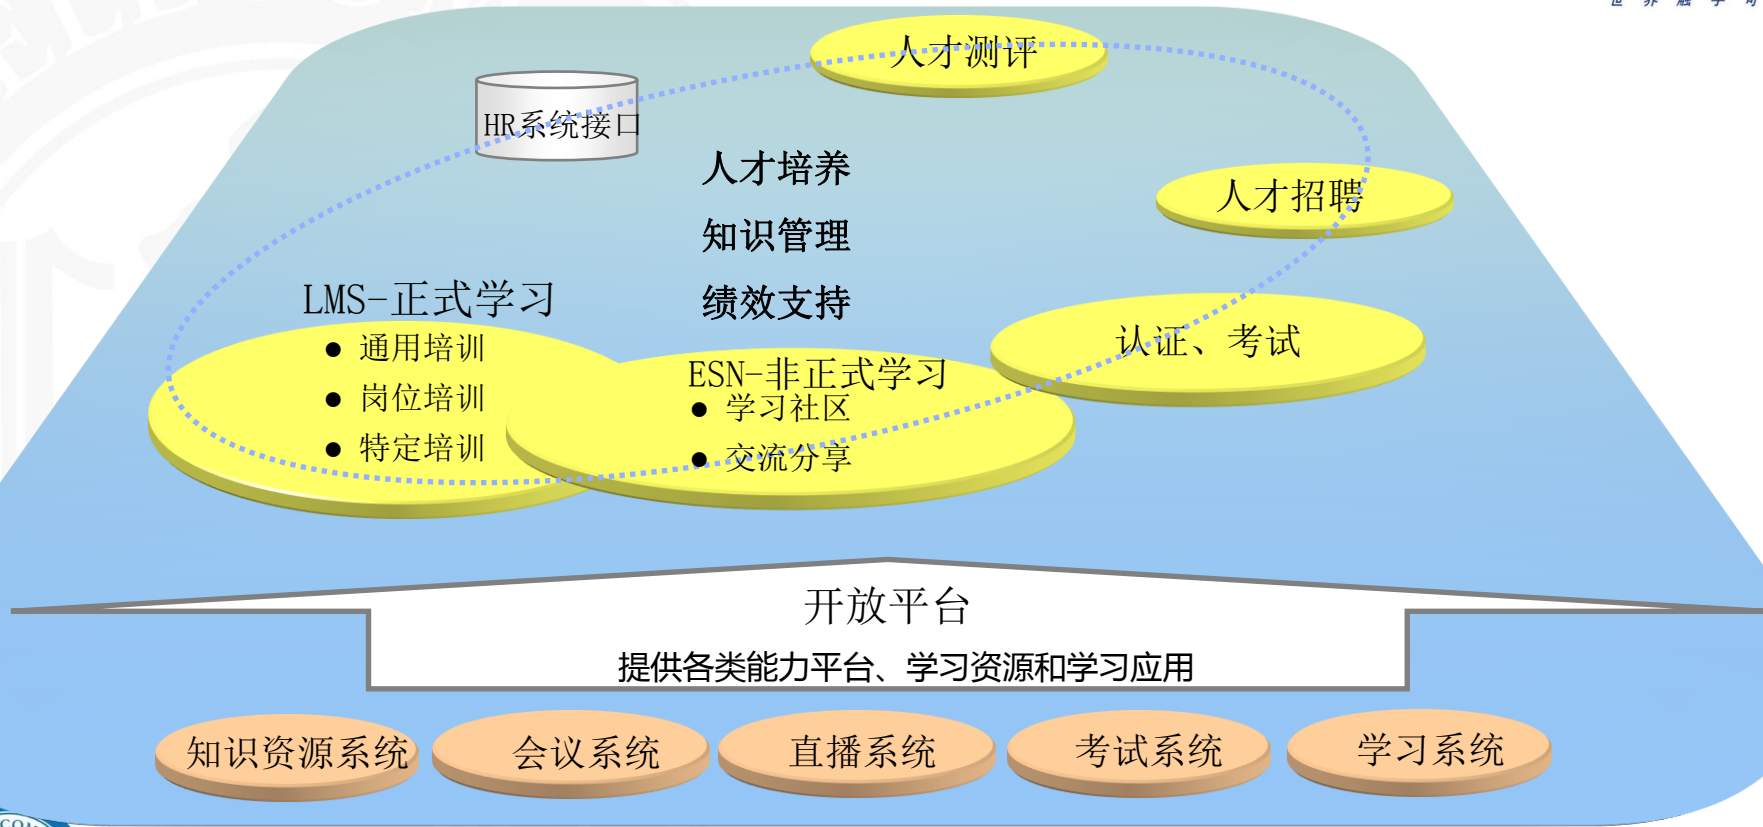 人才测评
HR系统接口
人才培养
人才招聘
知识管理
绩效支持
LMS-正式学习
● 通用培训
● 岗位培训
● 特定培训
ESN-非正式学习
● 学习社区
● 交流分享
认证、考试
开放平台
提供各类能力平台、学习资源和学习应用
知识资源系统
会议系统
直播系统
考试系统
学习系统